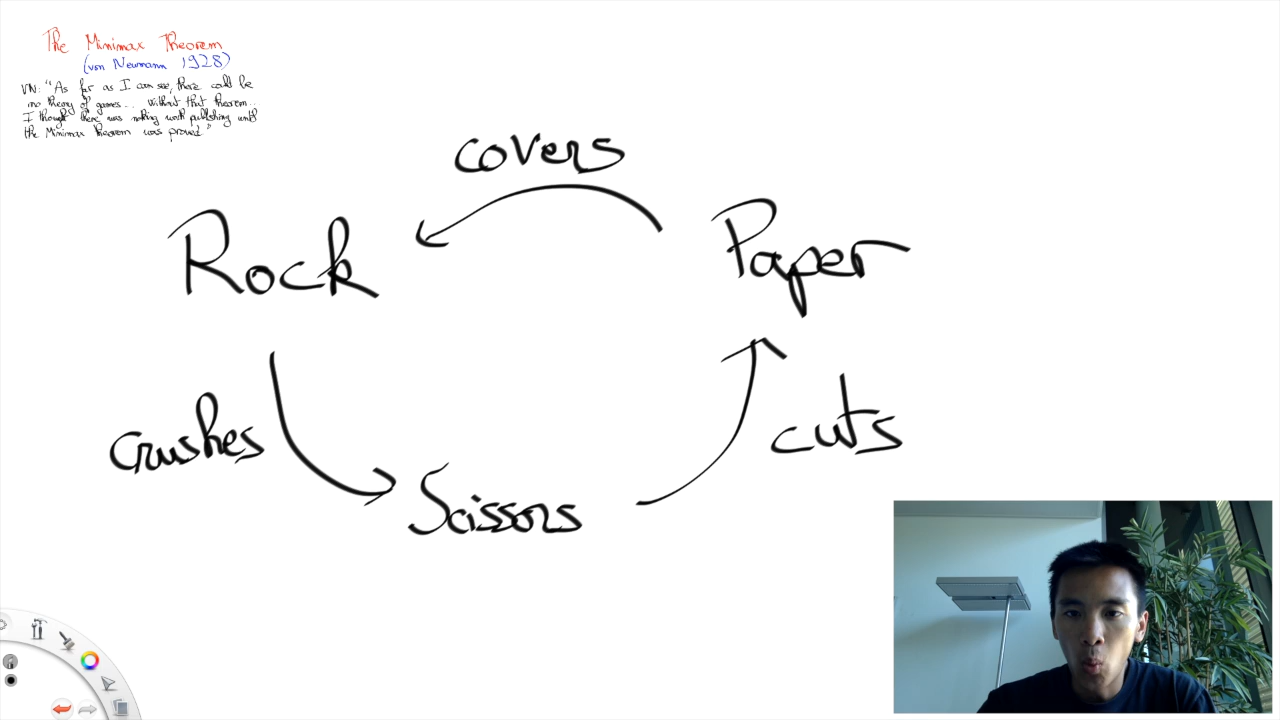 The Minimax Theorem
(von Neumann 1928)
VN: "As far as I can see, there could be
no theory of games... without that theorem...
I thought there was nothing worth publishing until
the Minimax Theorem was proved"
covers
Rock
Paper
crushes
cuts
Scissors